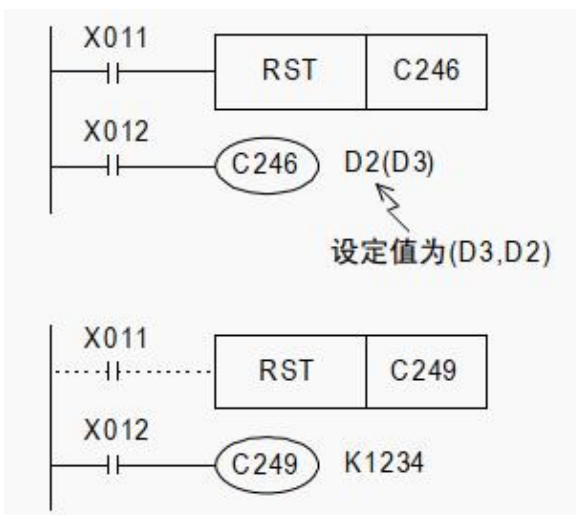 X011
RST C246
X012
C246 D2(D3)
设定值为(D3,D2)
X011
RST C249
X012
C249 K1234